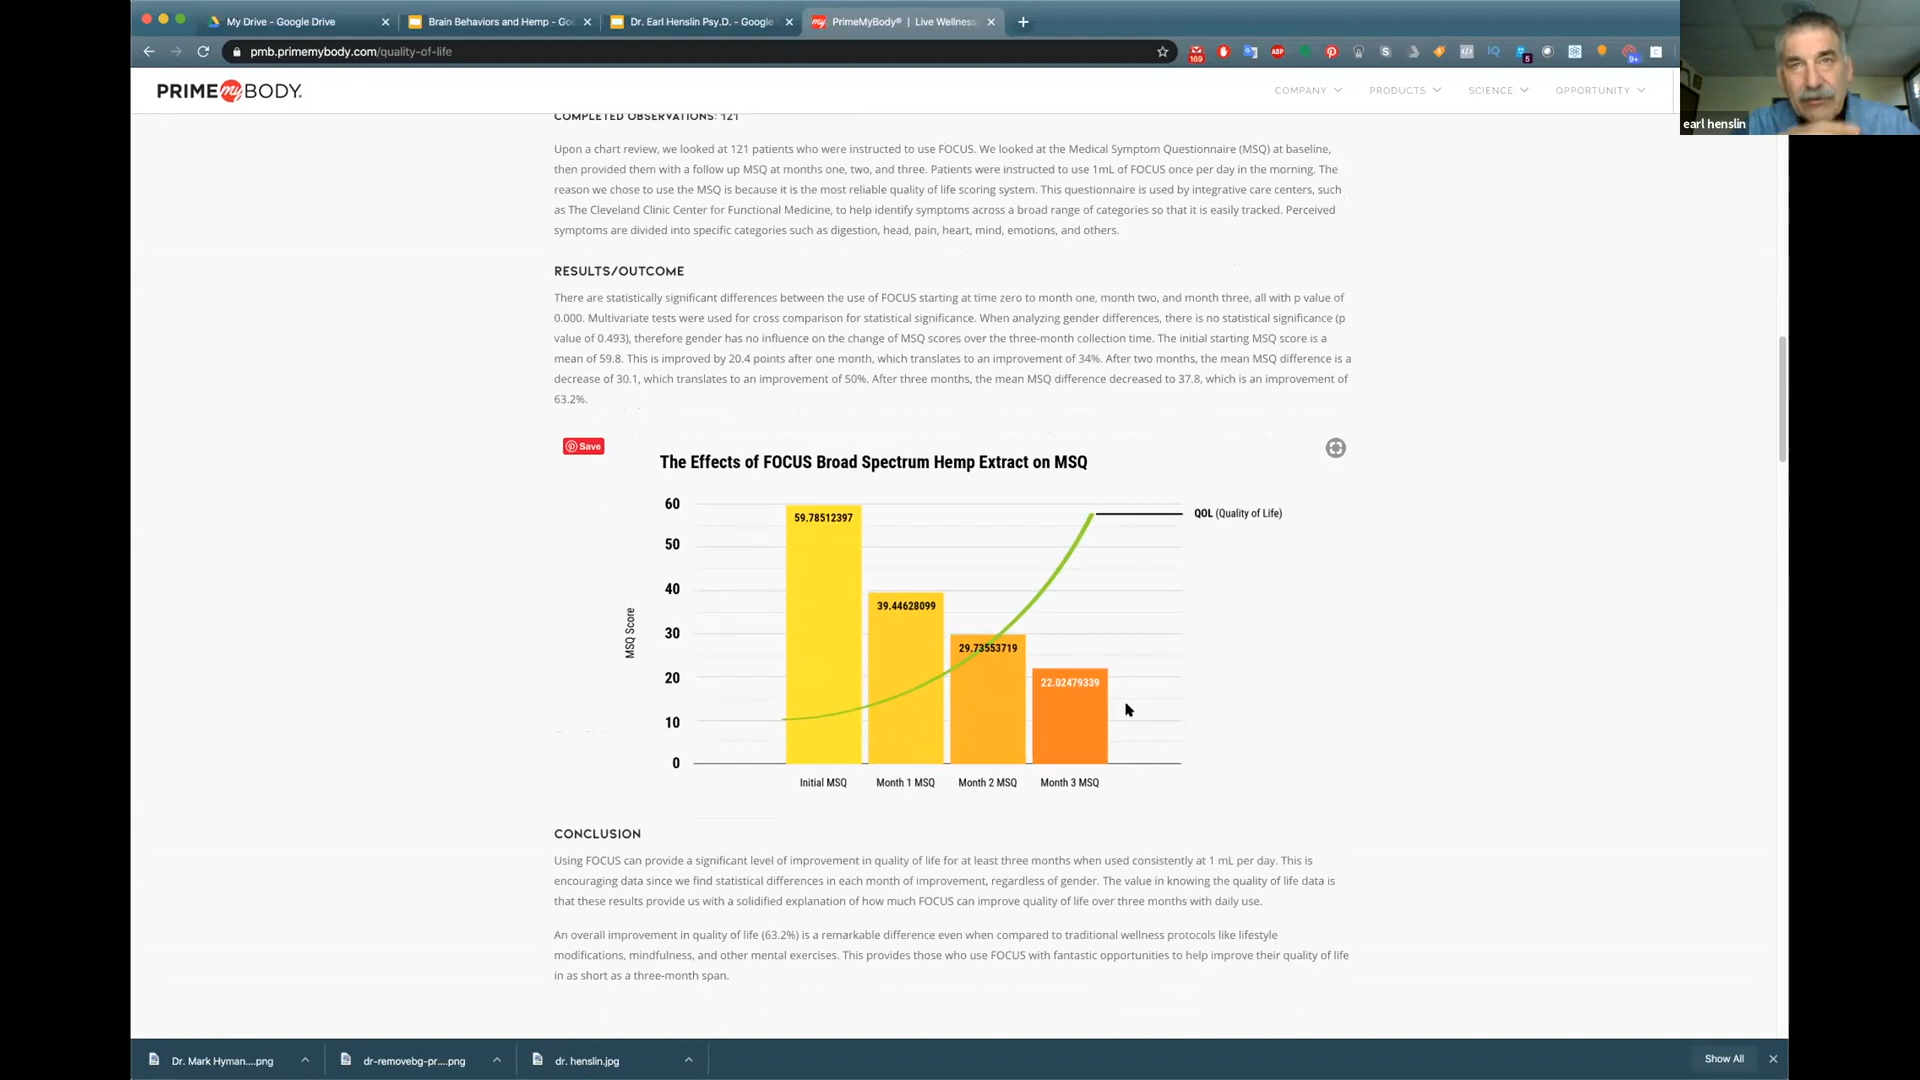 My Drive - Google Drive
Brain Behaviors and Hemp - Go
Dr. Earl Henslin Psy.D. - Google
my PrimeMyBody® | Live Wellness
pmb.primemybody.com/quality-of-life
169
ABP
IQ
5
9+
PRIME my BODY.
COMPANY
PRODUCTS
SCIENCE
OPPORTUNITY
earl henslin
COMPLETED OBSERVATIONS: 121
Upon a chart review, we looked at 121 patients who were instructed to use FOCUS. We looked at the Medical Symptom Questionnaire (MSQ) at baseline,
then provided them with a follow up MSQ at months one, two, and three. Patients were instructed to use 1mL of FOCUS once per day in the morning. The
reason we chose to use the MSQ is because it is the most reliable quality of life scoring system. This questionnaire is used by integrative care centers, such
as The Cleveland Clinic Center for Functional Medicine, to help identify symptoms across a broad range of categories so that it is easily tracked. Perceived
symptoms are divided into specific categories such as digestion, head, pain, heart, mind, emotions, and others.
RESULTS/OUTCOME
There are statistically significant differences between the use of FOCUS starting at time zero to month one, month two, and month three, all with p value of
0.000. Multivariate tests were used for cross comparison for statistical significance. When analyzing gender differences, there is no statistical significance (p
value of 0.493), therefore gender has no influence on the change of MSQ scores over the three-month collection time. The initial starting MSQ score is a
mean of 59.8. This is improved by 20.4 points after one month, which translates to an improvement of 34%. After two months, the mean MSQ difference is a
decrease of 30.1, which translates to an improvement of 50%. After three months, the mean MSQ difference decreased to 37.8, which is an improvement of
63.2%.
Save
The Effects of FOCUS Broad Spectrum Hemp Extract on MSQ
60
50
40
30
20
10
0
MSQ Score
59.78512397
39.44628099
29.73553719
22.02479339
QOL (Quality of Life)
Initial MSQ
Month 1 MSQ
Month 2 MSQ
Month 3 MSQ
CONCLUSION
Using FOCUS can provide a significant level of improvement in quality of life for at least three months when used consistently at 1 mL per day. This is
encouraging data since we find statistical differences in each month of improvement, regardless of gender. The value in knowing the quality of life data is
that these results provide us with a solidified explanation of how much FOCUS can improve quality of life over three months with daily use.
An overall improvement in quality of life (63.2%) is a remarkable difference even when compared to traditional wellness protocols like lifestyle
modifications, mindfulness, and other mental exercises. This provides those who use FOCUS with fantastic opportunities to help improve their quality of life
in as short as a three-month span.
Dr. Mark Hyman....png
dr-removebg-pr....png
dr. henslin.jpg
Show All